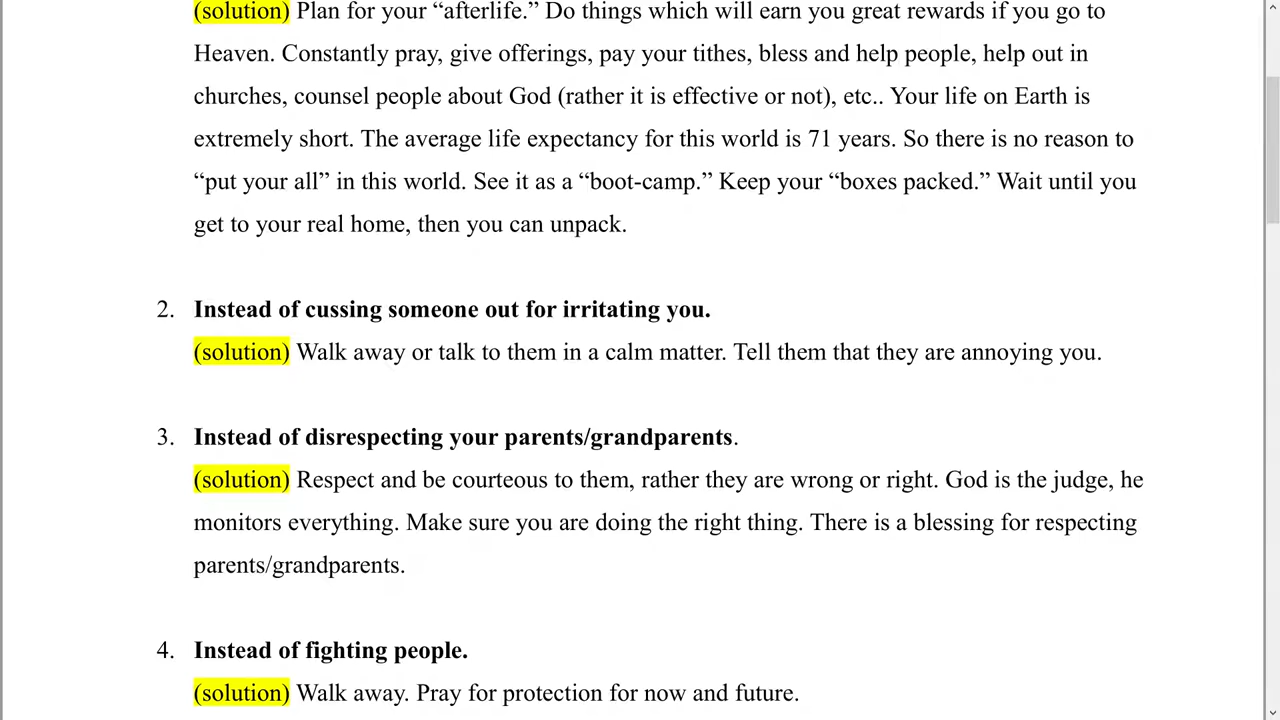 (solution) Plan for your “afterlife.” Do things which will earn you great rewards if you go to
Heaven. Constantly pray, give offerings, pay your tithes, bless and help people, help out in
churches, counsel people about God (rather it is effective or not), etc.. Your life on Earth is
extremely short. The average life expectancy for this world is 71 years. So there is no reason to
“put your all” in this world. See it as a “boot-camp.” Keep your “boxes packed.” Wait until you
get to your real home, then you can unpack.
2. Instead of cussing someone out for irritating you.
(solution) Walk away or talk to them in a calm matter. Tell them that they are annoying you.
3. Instead of disrespecting your parents/grandparents.
(solution) Respect and be courteous to them, rather they are wrong or right. God is the judge, he
monitors everything. Make sure you are doing the right thing. There is a blessing for respecting
parents/grandparents.
4. Instead of fighting people.
(solution) Walk away. Pray for protection for now and future.